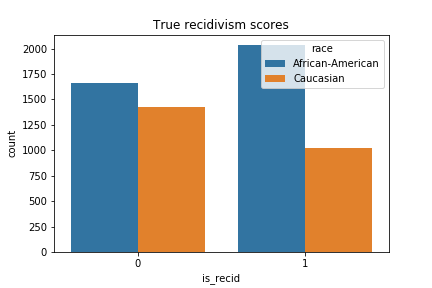 True recidivism scores
2000
1750
1500
1250
1000
750
500
250
0
count
race
African-American
Caucasian
0 1
is_recid